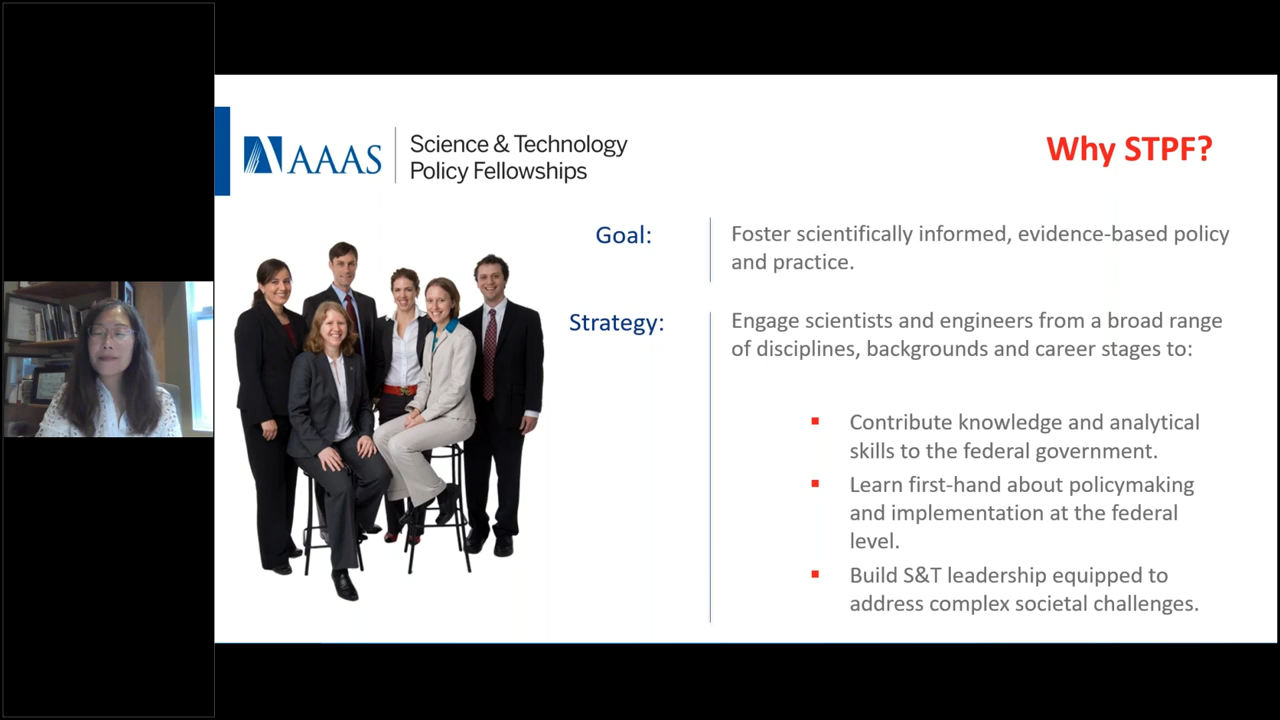 AAAS
Science & Technology
Policy Fellowships
Why STPF?
Goal:
Foster scientifically informed, evidence-based policy
and practice.
Strategy:
Engage scientists and engineers from a broad range
of disciplines, backgrounds and career stages to:
Contribute knowledge and analytical
skills to the federal government.
Learn first-hand about policymaking
and implementation at the federal
level.
Build S&T leadership equipped to
address complex societal challenges.